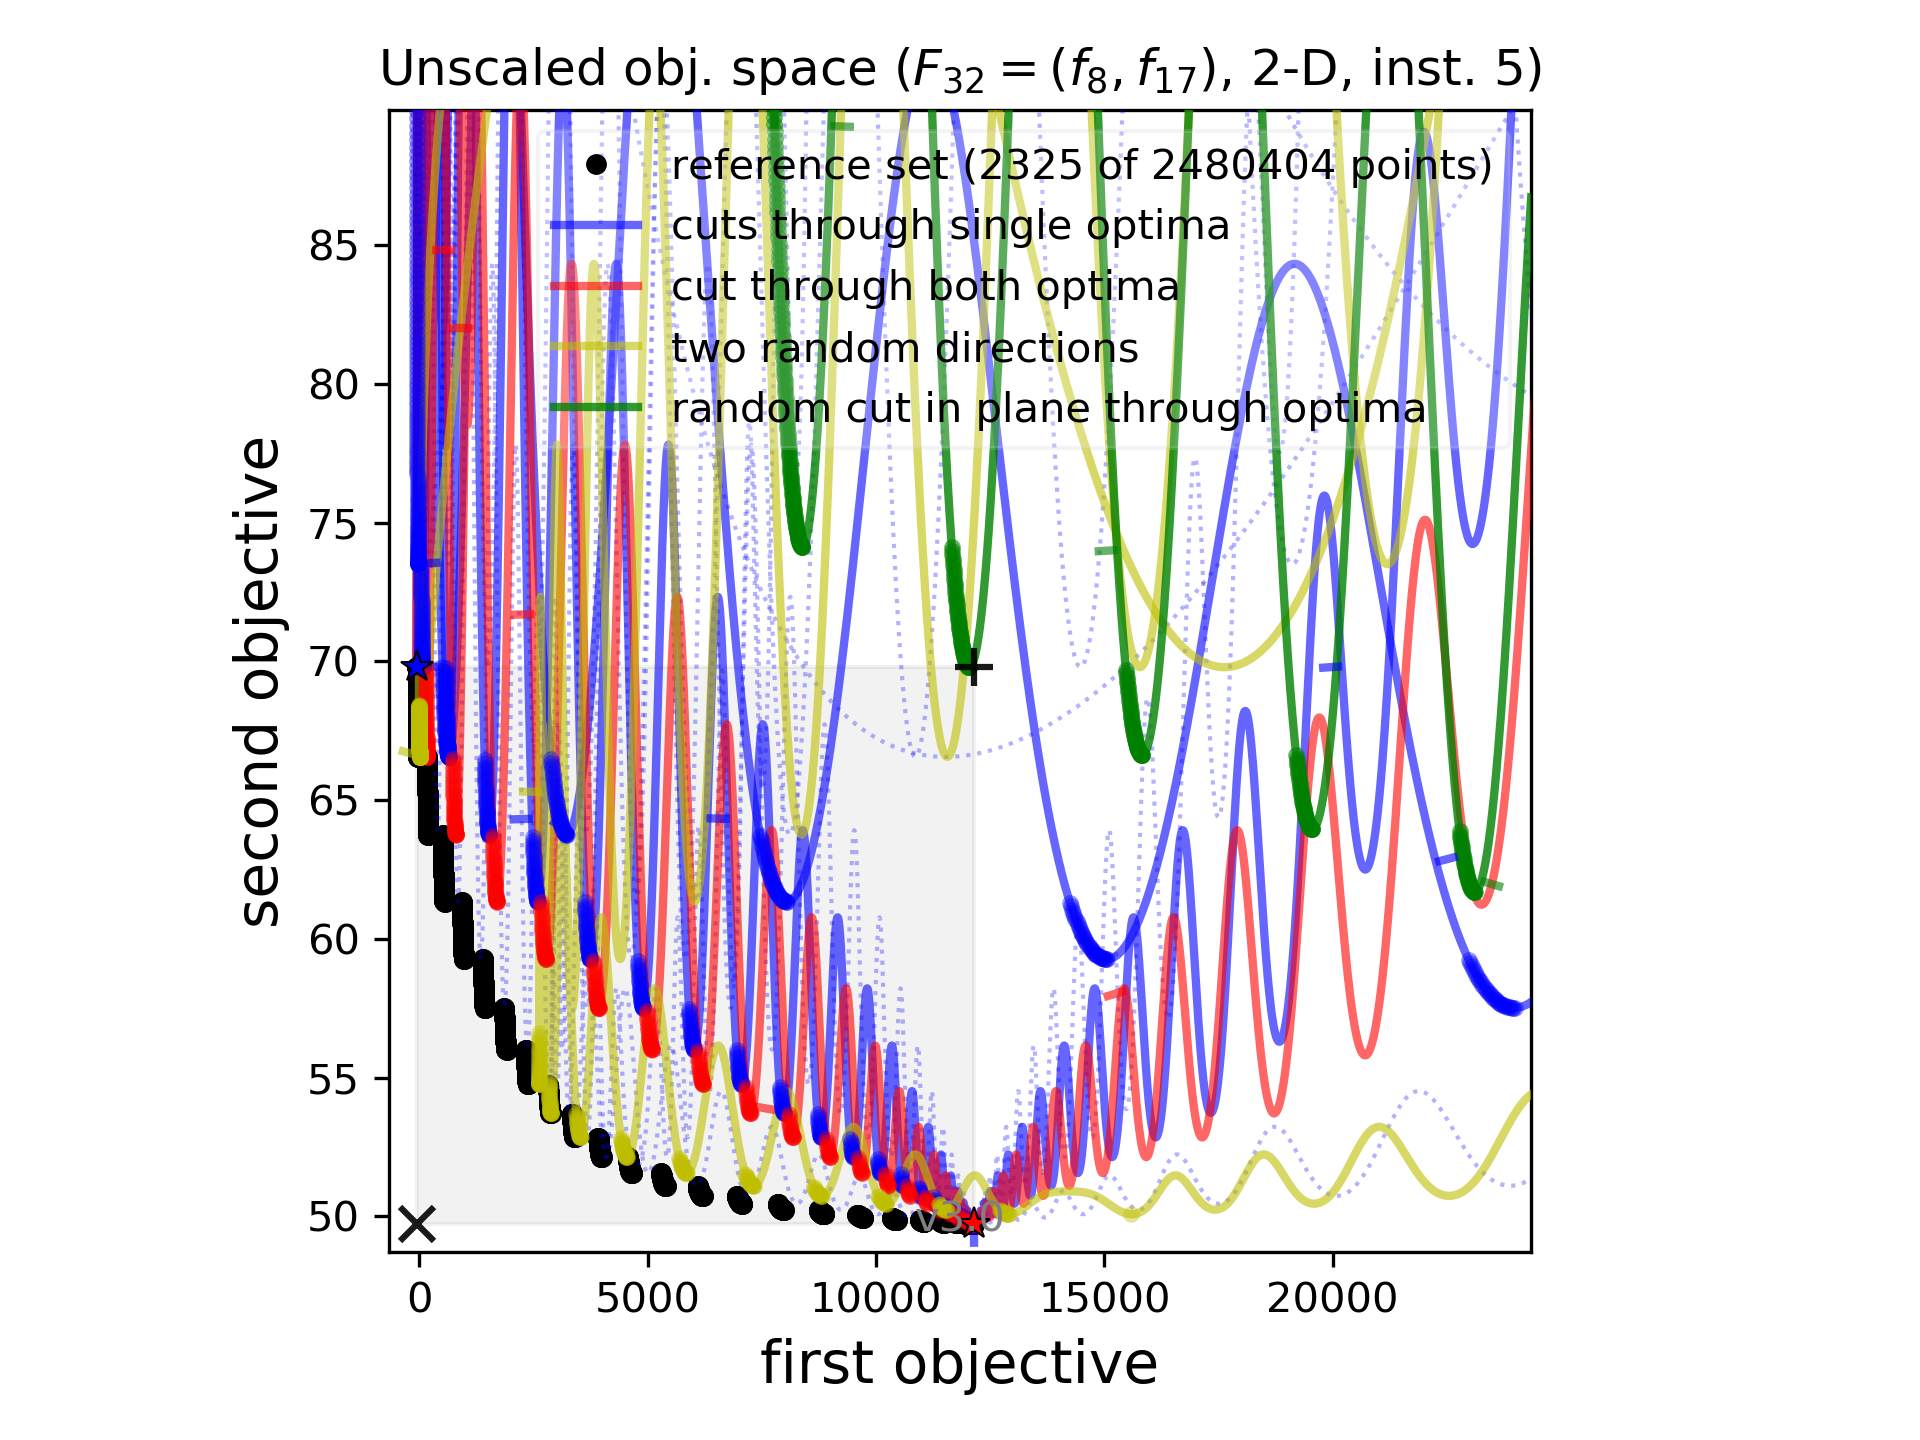 Unscaled obj. space (F₃₂ = (f₈, f₁₇), 2-D, inst. 5)
reference set (2325 of 2480404 points)
cuts through single optima
cut through both optima
two random directions
random cut in plane through optima
85
80
75
70
65
60
55
50
second objective
v3.0
0 5000 10000 15000 20000
first objective